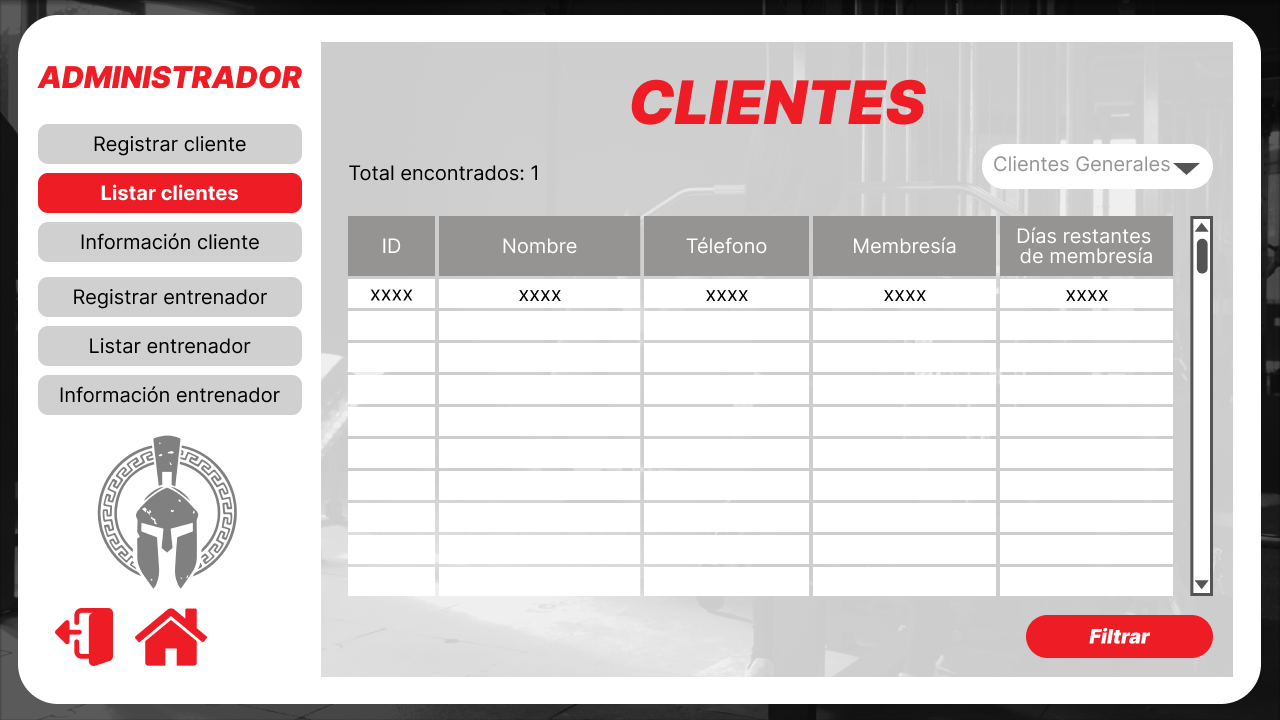 ADMINISTRADOR
Registrar cliente
Listar clientes
Información cliente
Registrar entrenador
Listar entrenador
Información entrenador
CLIENTES
Total encontrados: 1
Clientes Generales
ID
Nombre
Télefono
Membresía
Días restantes
de membresía
xxxx
xxxx
xxxx
xxxx
xxxx
Filtrar